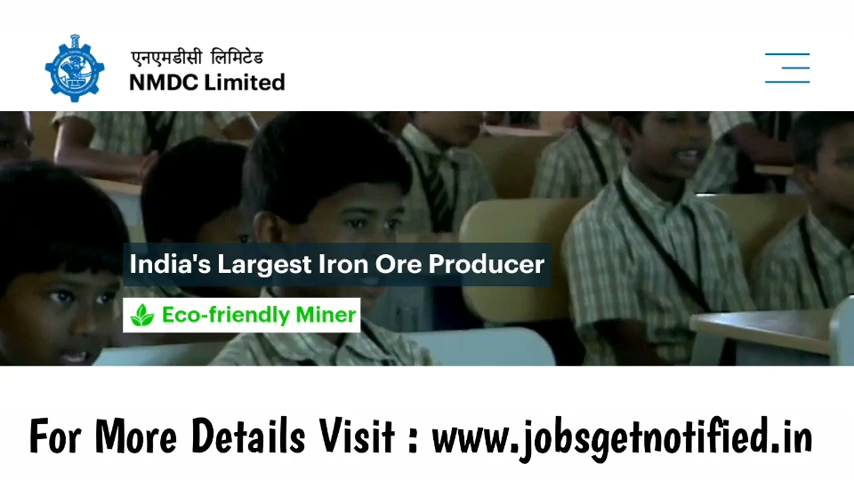 एनएमडीसी लिमिटेड
NMDC Limited
India's Largest Iron Ore Producer
Eco-friendly Miner
For More Details Visit : www.jobsgetnotified.in